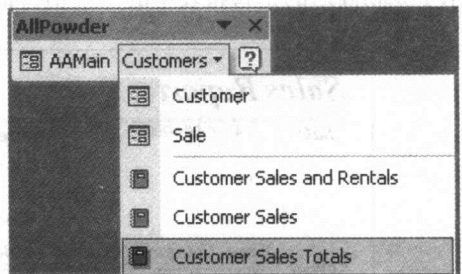 AllPowder
AAMain Customers
Customer
Sale
Customer Sales and Rentals
Customer Sales
Customer Sales Totals